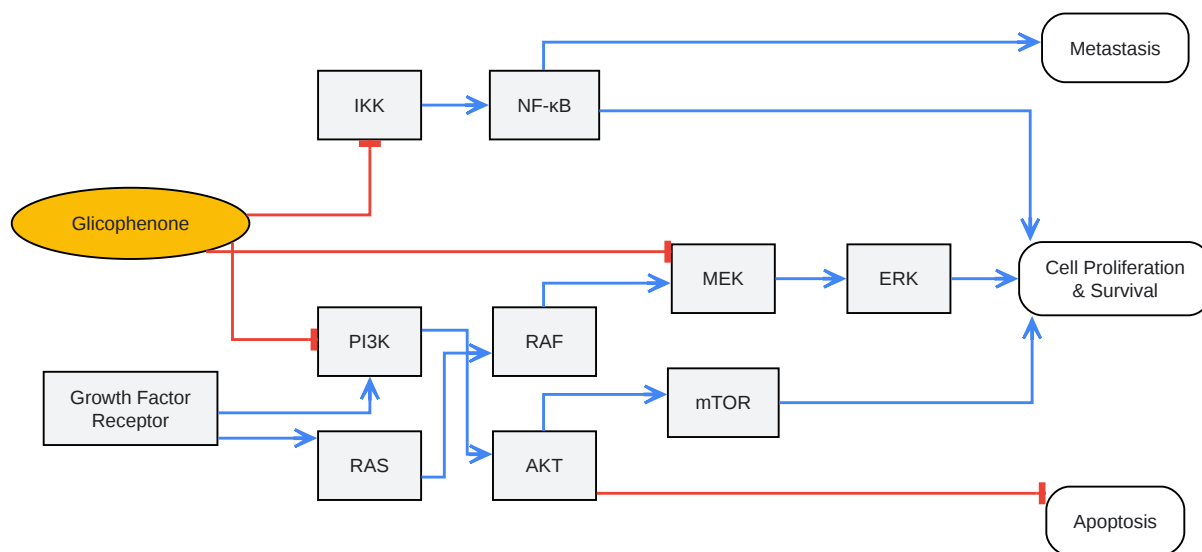 Metastasis
IKK
NF-κB
Glicophenone
Cell Proliferation
& Survival
MEK
ERK
PI3K
RAF
Growth Factor
Receptor
mTOR
RAS
AKT
Apoptosis